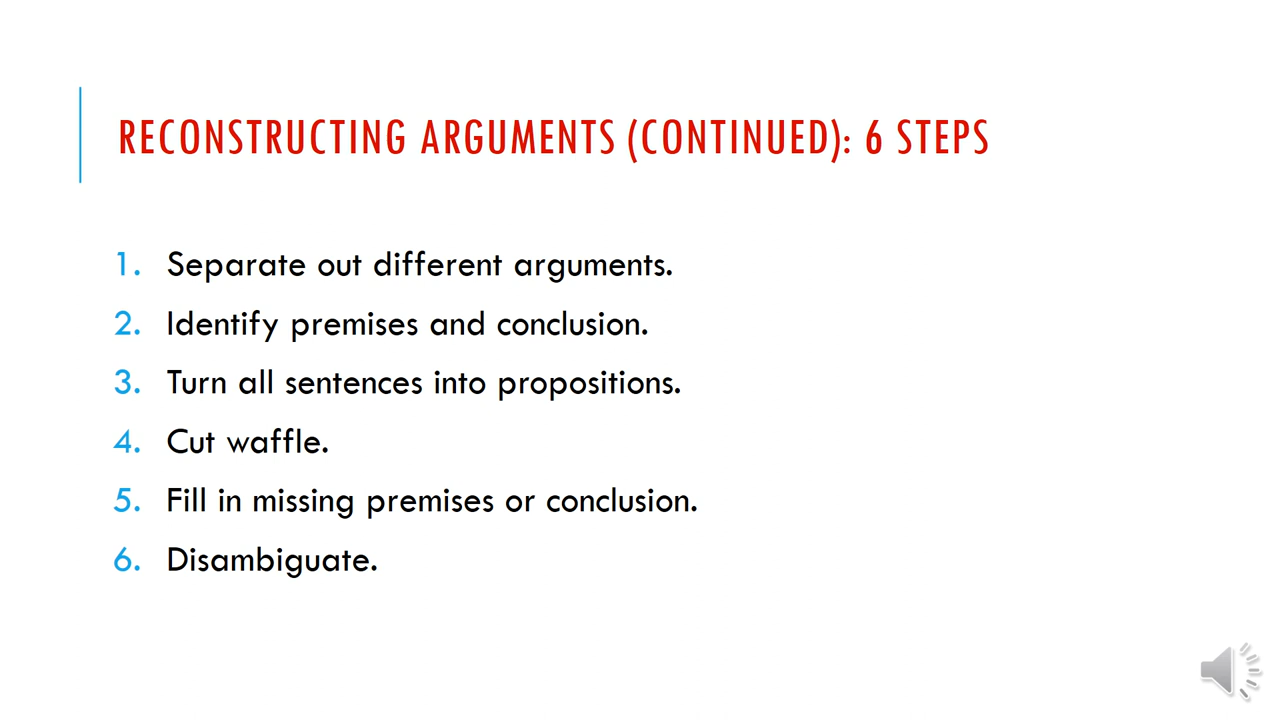 RECONSTRUCTING ARGUMENTS (CONTINUED): 6 STEPS
1. Separate out different arguments.
2. Identify premises and conclusion.
3. Turn all sentences into propositions.
4. Cut waffle.
5. Fill in missing premises or conclusion.
6. Disambiguate.